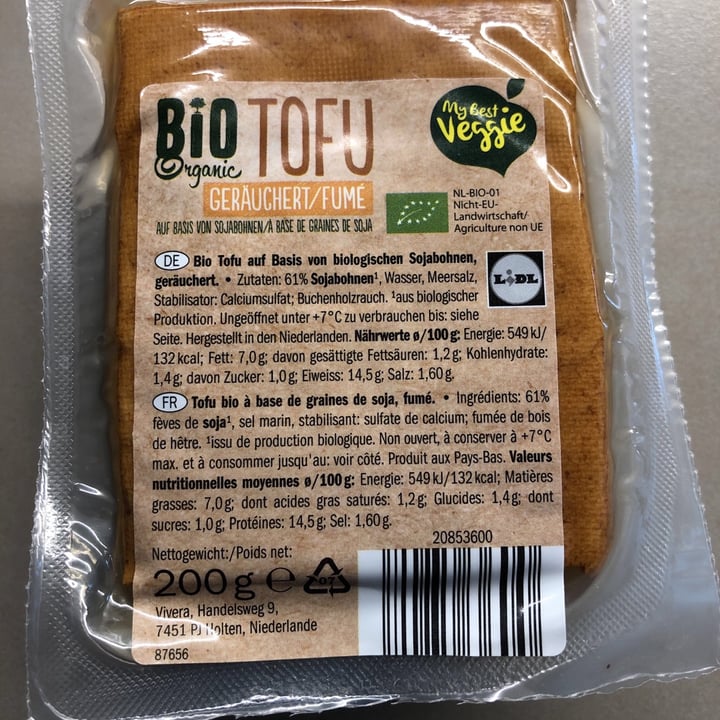 BIO TOFU
Organic
GERÄUCHERT/FUMÉ
AUF BASIS VON SOJABOHNEN/À BASE DE GRAINES DE SOJA
My Best
Veggie
NL-BIO-01
Nicht-EU-
Landwirtschaft/
Agriculture non UE
DE Bio Tofu auf Basis von biologischen Sojabohnen,
geräuchert. • Zutaten: 61% Sojabohnen¹, Wasser, Meersalz,
Stabilisator: Calciumsulfat; Buchenholzrauch. ¹aus biologischer
Produktion. Ungeöffnet unter +7°C zu verbrauchen bis: siehe
Seite. Hergestellt in den Niederlanden. Nährwerte ø/100 g: Energie: 549 kJ/
132 kcal; Fett: 7,0 g; davon gesättigte Fettsäuren: 1,2 g; Kohlenhydrate:
1,4 g; davon Zucker: 1,0 g; Eiweiss: 14,5 g; Salz: 1,60 g.
LIDL
FR Tofu bio à base de graines de soja, fumé. • Ingrédients: 61%
fèves de soja¹, sel marin, stabilisant: sulfate de calcium; fumée de bois
de hêtre. ¹issu de production biologique. Non ouvert, à conserver à +7°C
max. et à consommer jusqu'au: voir côté. Produit aux Pays-Bas. Valeurs
nutritionnelles moyennes ø/100 g: Energie: 549 kJ/132 kcal; Matières
grasses: 7,0 g; dont acides gras saturés: 1,2 g; Glucides: 1,4 g; dont
sucres: 1,0 g; Protéines: 14,5 g; Sel: 1,60 g.
20853600
Nettogewicht:/Poids net:
200 g e 07
Vivera, Handelsweg 9,
7451 PJ Holten, Niederlande
87656